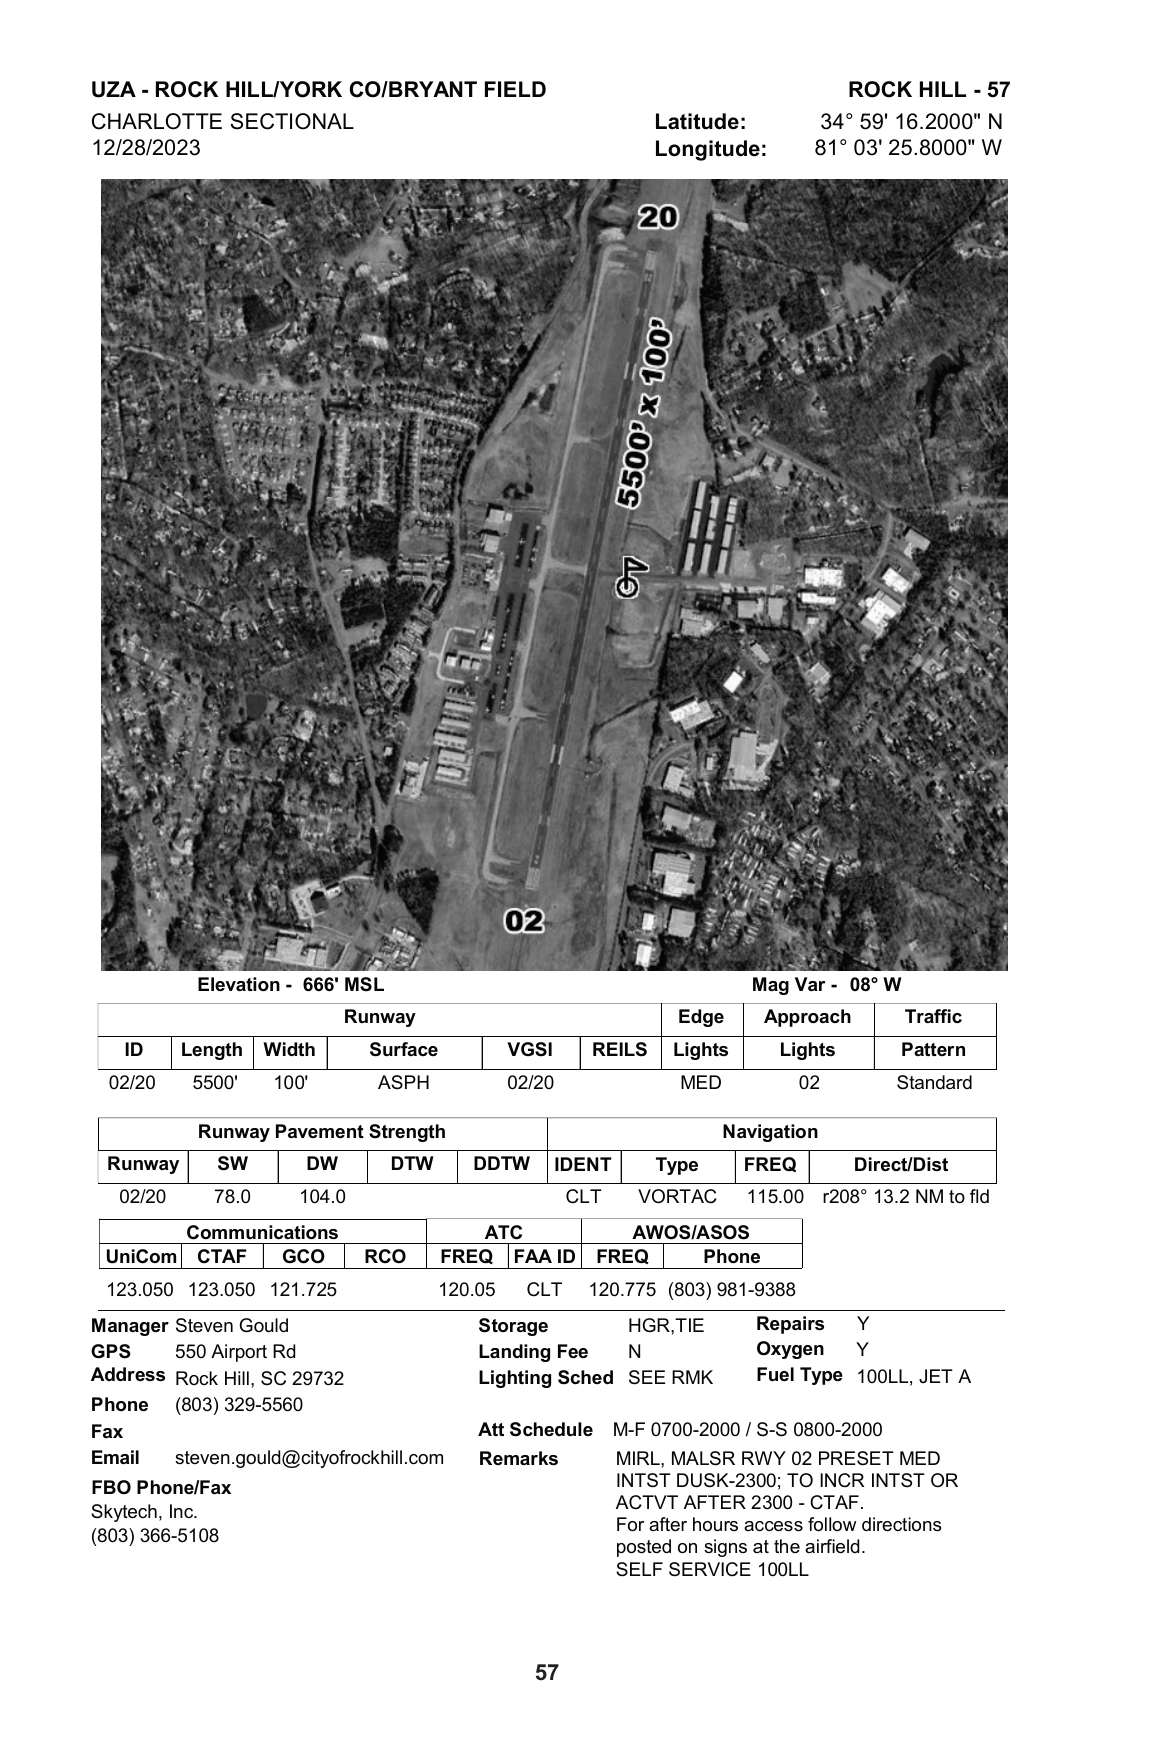 UZA - ROCK HILL/YORK CO/BRYANT FIELD ROCK HILL - 57
CHARLOTTE SECTIONAL Latitude: 34° 59' 16.2000" N
12/28/2023 Longitude: 81° 03' 25.8000" W
20
5500' x 100'
02
Elevation - 666' MSL Mag Var - 08° W
Runway Edge Approach Traffic
ID Length Width Surface VGSI REILS Lights Lights Pattern
02/20 5500' 100' ASPH 02/20 MED 02 Standard
Runway Pavement Strength Navigation
Runway SW DW DTW DDTW IDENT Type FREQ Direct/Dist
02/20 78.0 104.0 CLT VORTAC 115.00 r208° 13.2 NM to fld
Communications ATC AWOS/ASOS
UniCom CTAF GCO RCO FREQ FAA ID FREQ Phone
123.050 123.050 121.725 120.05 CLT 120.775 (803) 981-9388
Manager Steven Gould Storage HGR,TIE Repairs Y
GPS 550 Airport Rd Landing Fee N Oxygen Y
Address Rock Hill, SC 29732 Lighting Sched SEE RMK Fuel Type 100LL, JET A
Phone (803) 329-5560
Fax Att Schedule M-F 0700-2000 / S-S 0800-2000
Email steven.gould@cityofrockhill.com Remarks MIRL, MALSR RWY 02 PRESET MED
INTST DUSK-2300; TO INCR INTST OR
FBO Phone/Fax
ACTVT AFTER 2300 - CTAF.
Skytech, Inc.
For after hours access follow directions
(803) 366-5108
posted on signs at the airfield.
SELF SERVICE 100LL
57